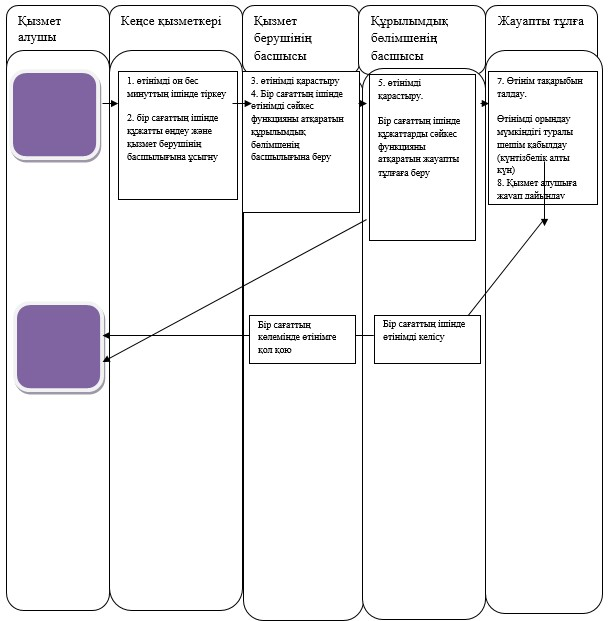 Қызмет
алушы
Кеңсе қызметкері
Қызмет
берушінің
басшысы
Құрылымдық
бөлімшенің
басшысы
Жауапты тұлға
1. өтінімді он бес
минуттың ішінде тіркеу
2. бір сағаттың ішінде
құжатты өңдеу және
қызмет берушінің
басшылығына ұсыгну
3. өтінімді қарастыру
4. Бір сағаттың ішінде
өтінімді сәйкес
функцияны атқаратын
құрылымдық
бөлімшенің
басшылығына беру
5. өтінімді
қарастыру.
Бір сағаттың ішінде
құжаттарды сәйкес
функцияны
атқаратын жауапты
тұлғаға беру
7. Өтінім тақарыбын
талдау.
Өтінімді орындау
мүмкіндігі туралы
шешім қабылдау
(күнтізбелік алты
күн)
8. Қызмет алушыға
жауап дайындау
Бір сағаттың
көлемінде өтінімге
қол қою
Бір сағаттың ішінде
өтінімді келісу